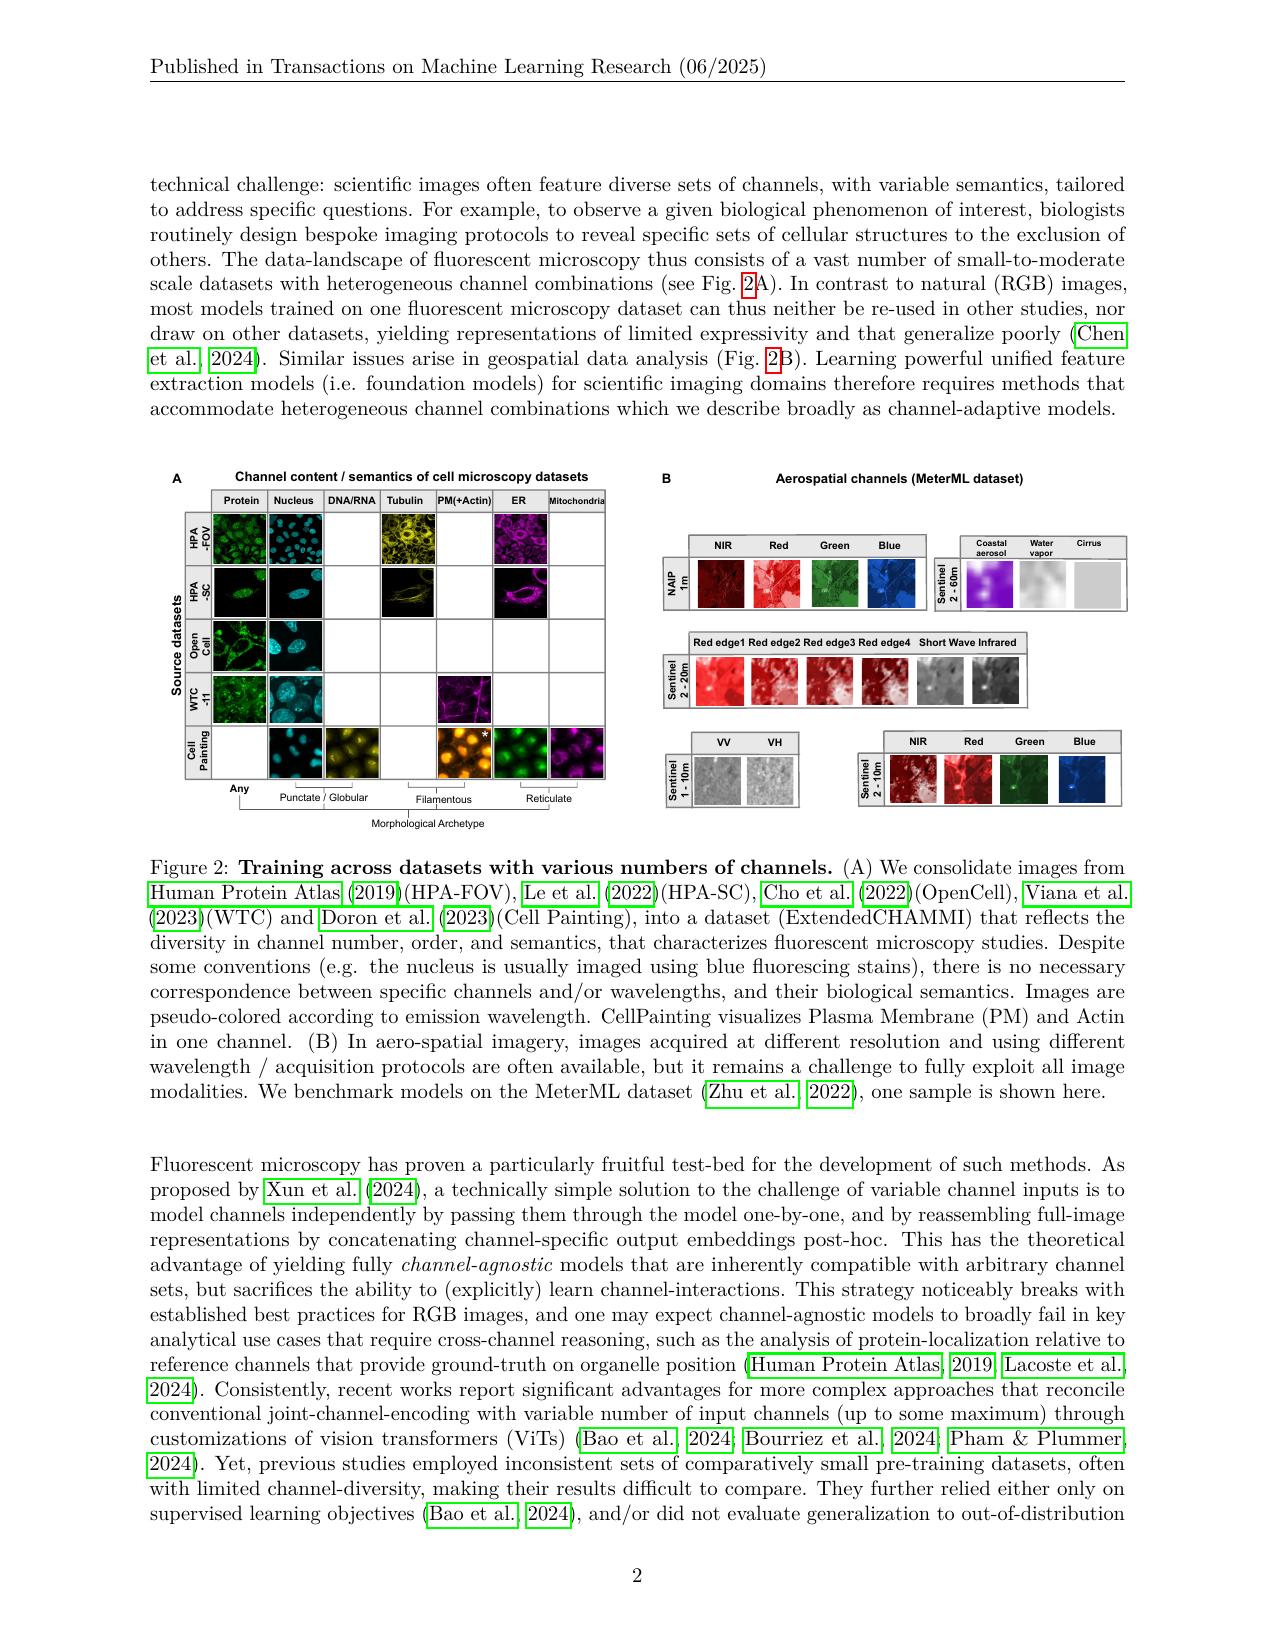 Published in Transactions on Machine Learning Research (06/2025)
technical challenge: scientific images often feature diverse sets of channels, with variable semantics, tailored
to address specific questions. For example, to observe a given biological phenomenon of interest, biologists
routinely design bespoke imaging protocols to reveal specific sets of cellular structures to the exclusion of
others. The data-landscape of fluorescent microscopy thus consists of a vast number of small-to-moderate
scale datasets with heterogeneous channel combinations (see Fig. 2A). In contrast to natural (RGB) images,
most models trained on one fluorescent microscopy dataset can thus neither be re-used in other studies, nor
draw on other datasets, yielding representations of limited expressivity and that generalize poorly (Chen
et al., 2024). Similar issues arise in geospatial data analysis (Fig. 2B). Learning powerful unified feature
extraction models (i.e. foundation models) for scientific imaging domains therefore requires methods that
accommodate heterogeneous channel combinations which we describe broadly as channel-adaptive models.
A
Channel content / semantics of cell microscopy datasets
Protein Nucleus DNA/RNA Tubulin PM(+Actin) ER Mitochondria
Source datasets
HPA
-FOV
HPA
-SC
Open
Cell
WTC
-11
Cell
Painting
*
Any
Punctate / Globular
Filamentous
Reticulate
Morphological Archetype
B
Aerospatial channels (MeterML dataset)
NIR Red Green Blue
NAIP
1m
Coastal
aerosol
Water
vapor
Cirrus
Sentinel
2 - 60m
Red edge1 Red edge2 Red edge3 Red edge4 Short Wave Infrared
Sentinel
2 - 20m
VV VH
Sentinel
1 - 10m
NIR Red Green Blue
Sentinel
2 - 10m
Figure 2: Training across datasets with various numbers of channels. (A) We consolidate images from
Human Protein Atlas (2019)(HPA-FOV), Le et al. (2022)(HPA-SC), Cho et al. (2022)(OpenCell), Viana et al.
(2023)(WTC) and Doron et al. (2023)(Cell Painting), into a dataset (ExtendedCHAMMI) that reflects the
diversity in channel number, order, and semantics, that characterizes fluorescent microscopy studies. Despite
some conventions (e.g. the nucleus is usually imaged using blue fluorescing stains), there is no necessary
correspondence between specific channels and/or wavelengths, and their biological semantics. Images are
pseudo-colored according to emission wavelength. CellPainting visualizes Plasma Membrane (PM) and Actin
in one channel. (B) In aero-spatial imagery, images acquired at different resolution and using different
wavelength / acquisition protocols are often available, but it remains a challenge to fully exploit all image
modalities. We benchmark models on the MeterML dataset (Zhu et al., 2022), one sample is shown here.
Fluorescent microscopy has proven a particularly fruitful test-bed for the development of such methods. As
proposed by Xun et al. (2024), a technically simple solution to the challenge of variable channel inputs is to
model channels independently by passing them through the model one-by-one, and by reassembling full-image
representations by concatenating channel-specific output embeddings post-hoc. This has the theoretical
advantage of yielding fully channel-agnostic models that are inherently compatible with arbitrary channel
sets, but sacrifices the ability to (explicitly) learn channel-interactions. This strategy noticeably breaks with
established best practices for RGB images, and one may expect channel-agnostic models to broadly fail in key
analytical use cases that require cross-channel reasoning, such as the analysis of protein-localization relative to
reference channels that provide ground-truth on organelle position (Human Protein Atlas, 2019; Lacoste et al.,
2024). Consistently, recent works report significant advantages for more complex approaches that reconcile
conventional joint-channel-encoding with variable number of input channels (up to some maximum) through
customizations of vision transformers (ViTs) (Bao et al., 2024; Bourriez et al., 2024; Pham & Plummer,
2024). Yet, previous studies employed inconsistent sets of comparatively small pre-training datasets, often
with limited channel-diversity, making their results difficult to compare. They further relied either only on
supervised learning objectives (Bao et al., 2024), and/or did not evaluate generalization to out-of-distribution
2